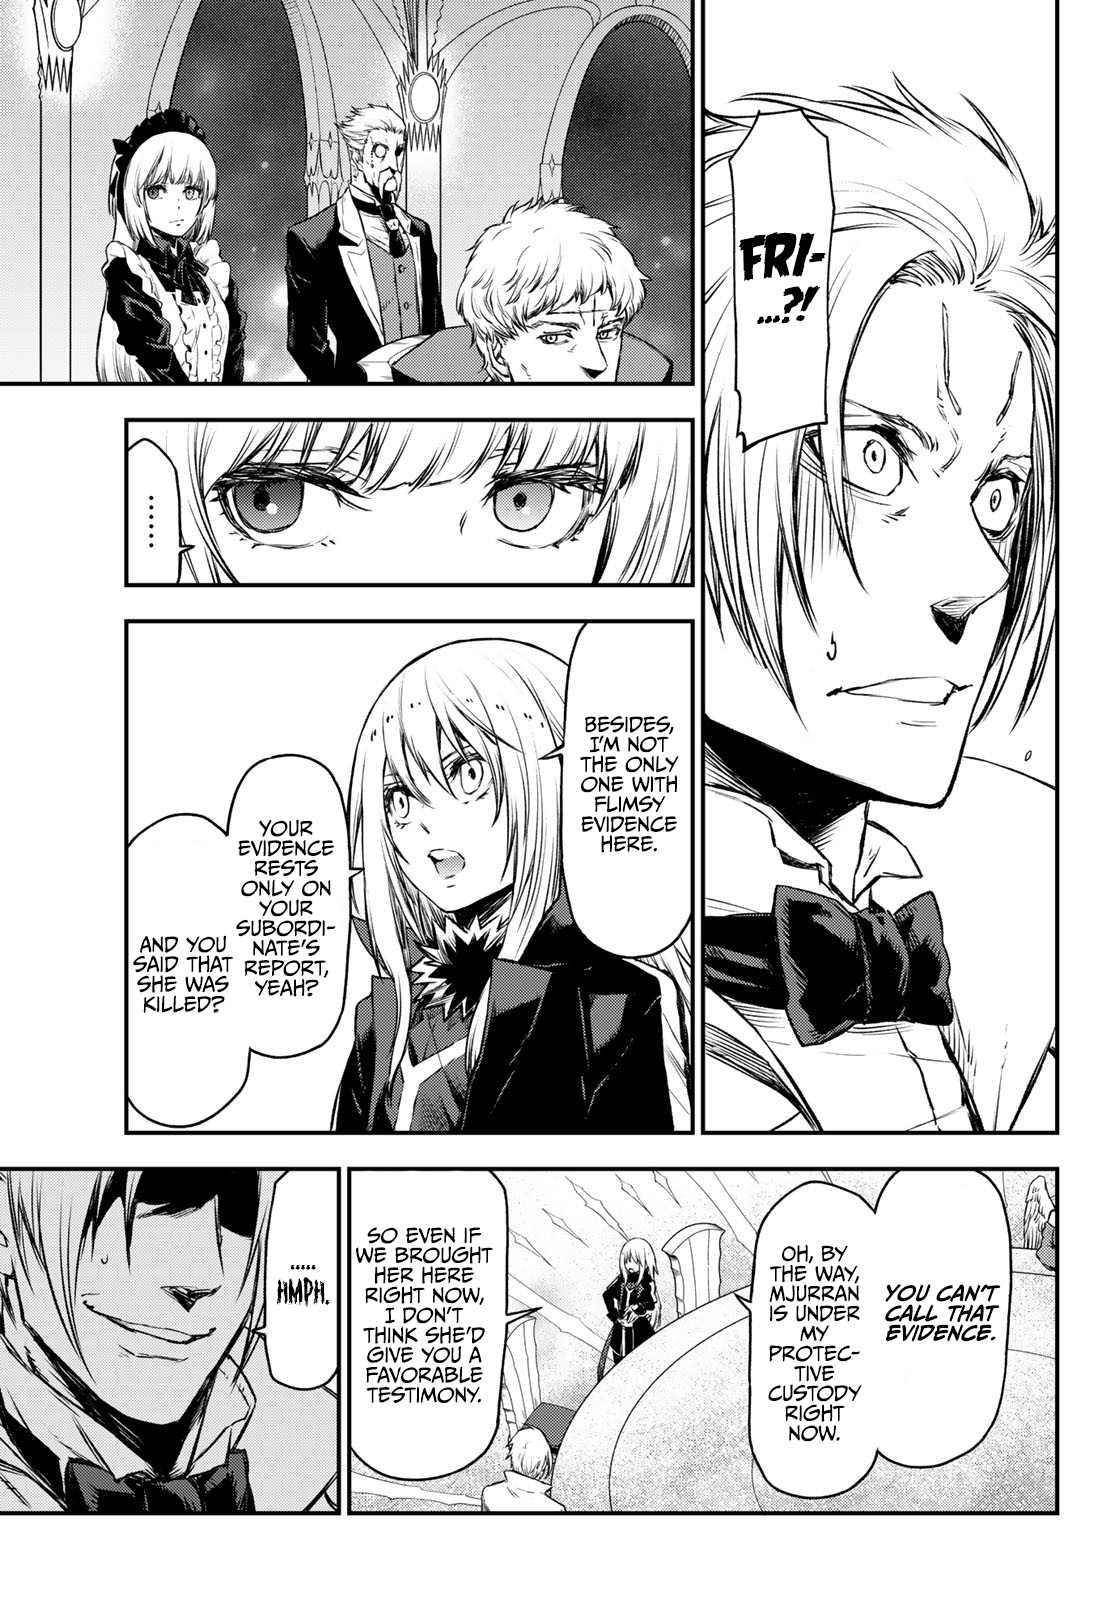 FRI-
...?!
......
BESIDES,
I'M NOT
THE ONLY
ONE WITH
FLIMSY
EVIDENCE
HERE.
YOUR
EVIDENCE
RESTS
ONLY ON
YOUR
SUBORDI-
NATE'S
REPORT,
YEAH?
AND YOU
SAID THAT
SHE WAS
KILLED?
YOU CAN'T
CALL THAT
EVIDENCE.
OH, BY
THE WAY,
MJURRAN
IS UNDER
MY
PROTEC-
TIVE
CUSTODY
RIGHT
NOW.
SO EVEN IF
WE BROUGHT
HER HERE
RIGHT NOW,
I DON'T
THINK SHE'D
GIVE YOU A
FAVORABLE
TESTIMONY.
.....
HMPH.